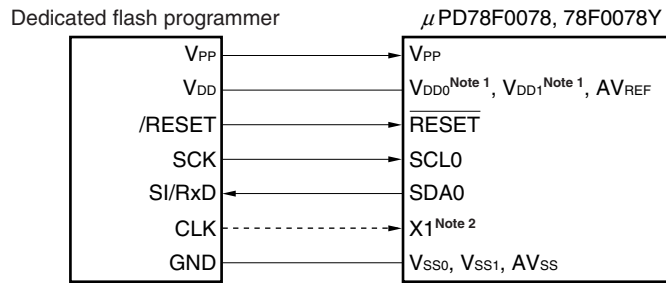 Dedicated flash programmer μPD78F0078, 78F0078Y
VPP VPP
VDD VDD0Note 1, VDD1Note 1, AVREF
/RESET RESET
SCK SCL0
SI/RxD SDA0
CLK X1Note 2
GND VSS0, VSS1, AVSS